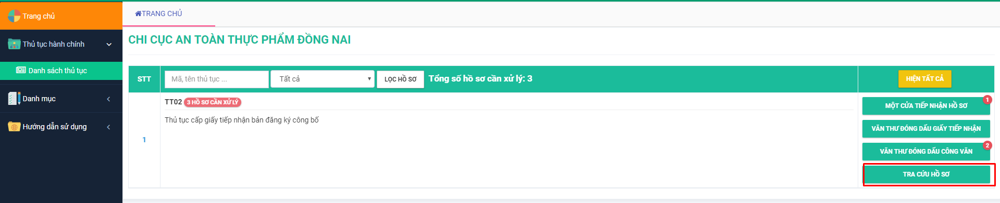 Trang chủ
Thủ tục hành chính
Danh sách thủ tục
Danh mục
Hướng dẫn sử dụng
TRANG CHỦ
CHI CỤC AN TOÀN THỰC PHẨM ĐỒNG NAI
STT
Mã, tên thủ tục ...
Tất cả
LỌC HỒ SƠ
Tổng số hồ sơ cần xử lý: 3
HIỆN TẤT CẢ
1
TT02 3 HỒ SƠ CẦN XỬ LÝ
Thủ tục cấp giấy tiếp nhận bản đăng ký công bố
MỘT CỬA TIẾP NHẬN HỒ SƠ 1
VĂN THƯ ĐÓNG DẤU GIẤY TIẾP NHẬN
VĂN THƯ ĐÓNG DẤU CÔNG VĂN 2
TRA CỨU HỒ SƠ